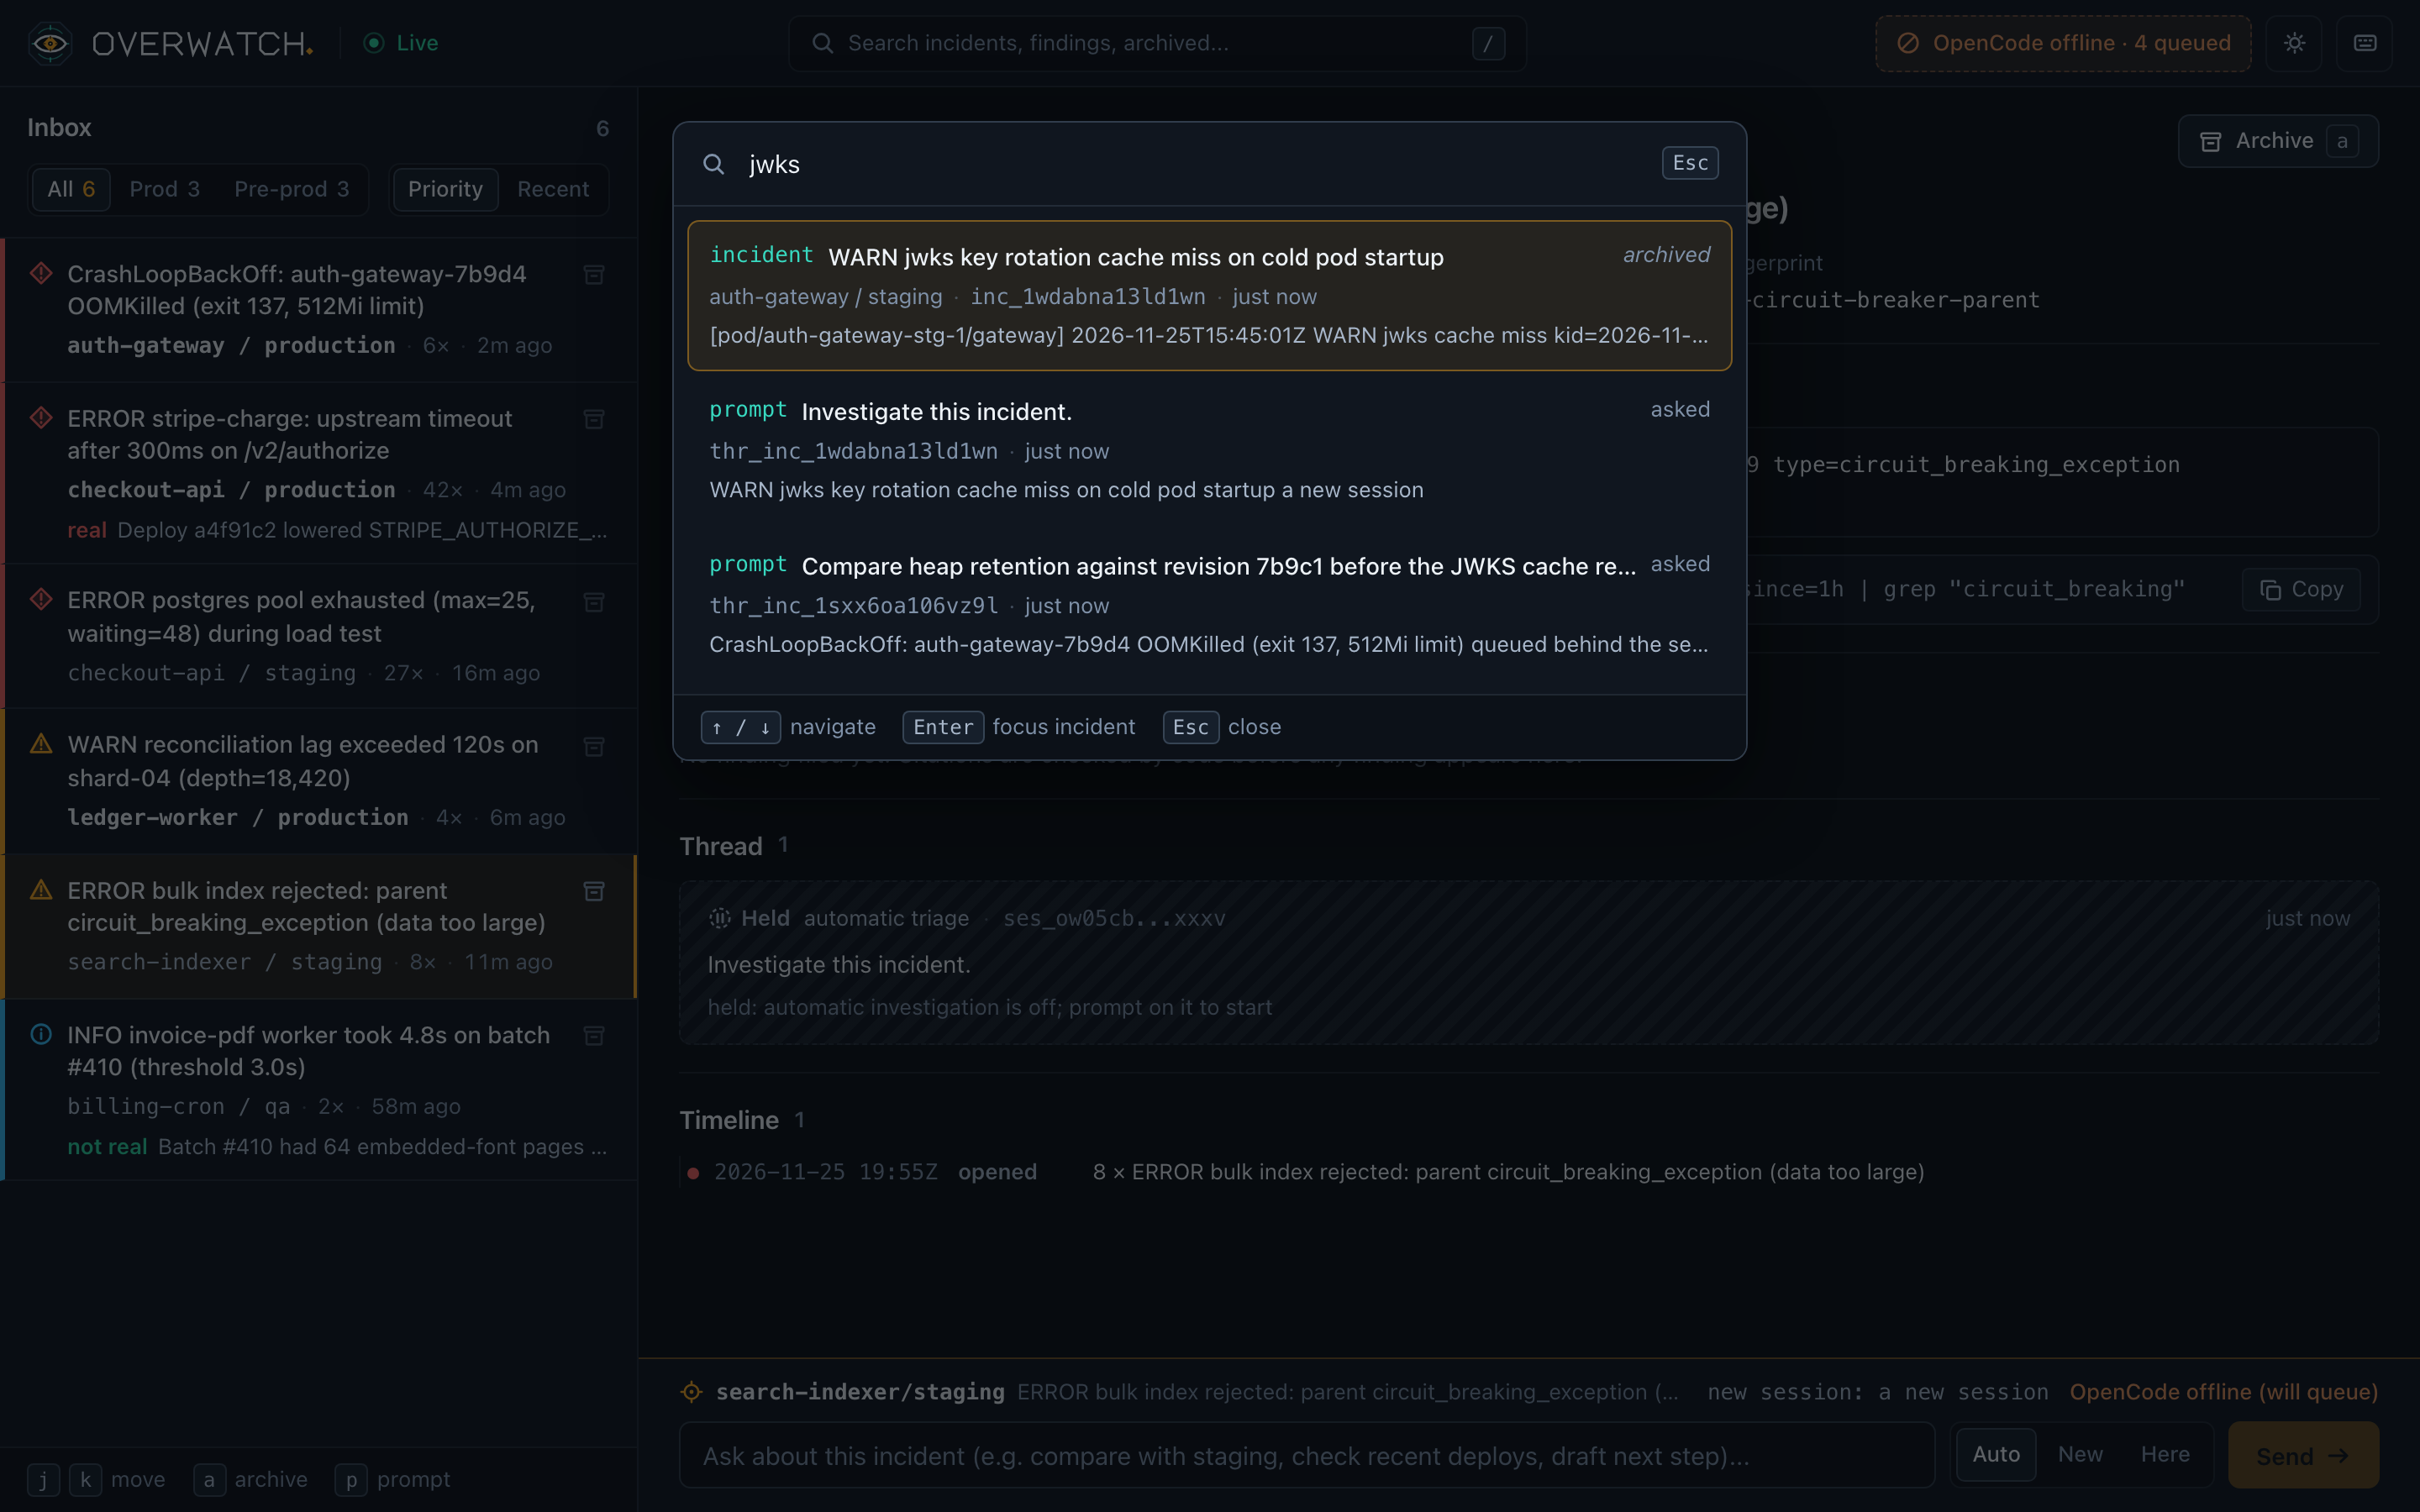 OVERWATCH.
Live
Search incidents, findings, archived...
/
OpenCode offline · 4 queued
Inbox
6
All 6
Prod 3
Pre-prod 3
Priority
Recent
CrashLoopBackOff: auth-gateway-7b9d4
OOMKilled (exit 137, 512Mi limit)
auth-gateway / production · 6× · 2m ago
ERROR stripe-charge: upstream timeout
after 300ms on /v2/authorize
checkout-api / production · 42× · 4m ago
real Deploy a4f91c2 lowered STRIPE_AUTHORIZE_...
ERROR postgres pool exhausted (max=25,
waiting=48) during load test
checkout-api / staging · 27× · 16m ago
WARN reconciliation lag exceeded 120s on
shard-04 (depth=18,420)
ledger-worker / production · 4× · 6m ago
ERROR bulk index rejected: parent
circuit_breaking_exception (data too large)
search-indexer / staging · 8× · 11m ago
INFO invoice-pdf worker took 4.8s on batch
#410 (threshold 3.0s)
billing-cron / qa · 2× · 58m ago
not real Batch #410 had 64 embedded-font pages ...
j k move a archive p prompt
jwks
Esc
incident WARN jwks key rotation cache miss on cold pod startup archived
auth-gateway / staging · inc_1wdabna13ld1wn · just now
[pod/auth-gateway-stg-1/gateway] 2026-11-25T15:45:01Z WARN jwks cache miss kid=2026-11-...
prompt Investigate this incident. asked
thr_inc_1wdabna13ld1wn · just now
WARN jwks key rotation cache miss on cold pod startup a new session
prompt Compare heap retention against revision 7b9c1 before the JWKS cache re... asked
thr_inc_1sxx6oa106vz9l · just now
CrashLoopBackOff: auth-gateway-7b9d4 OOMKilled (exit 137, 512Mi limit) queued behind the se...
↑ / ↓ navigate Enter focus incident Esc close
Archive a
ge)
gerprint
-circuit-breaker-parent
9 type=circuit_breaking_exception
since=1h | grep "circuit_breaking"
Copy
Thread 1
Held automatic triage · ses_ow05cb...xxxv
just now
Investigate this incident.
held: automatic investigation is off; prompt on it to start
Timeline 1
2026-11-25 19:55Z opened 8 × ERROR bulk index rejected: parent circuit_breaking_exception (data too large)
search-indexer/staging ERROR bulk index rejected: parent circuit_breaking_exception (... new session: a new session OpenCode offline (will queue)
Ask about this incident (e.g. compare with staging, check recent deploys, draft next step)...
Auto
New
Here
Send →